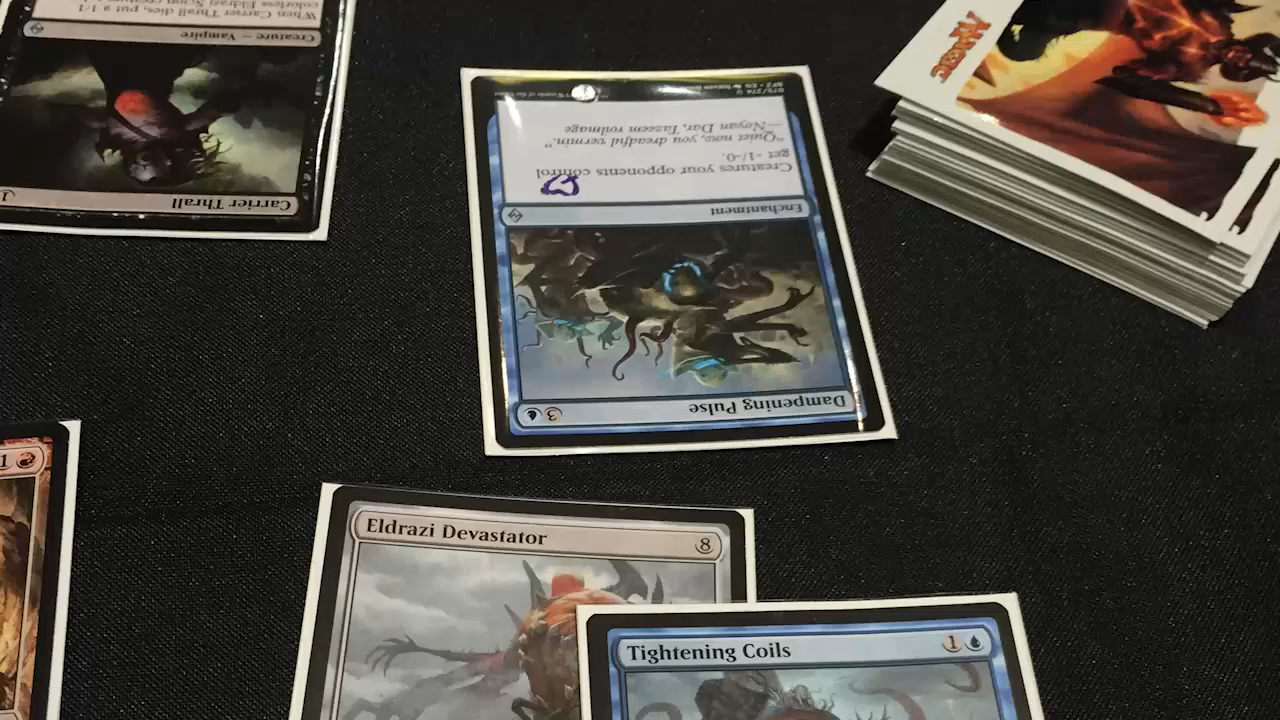 When Carrier Thrall dies, put a 1/1
colorless Eldrazi Scion creature
Creature — Vampire
Carrier Thrall
Dampening Pulse
3
Enchantment
Creatures your opponents control
get -1/-0.
"Quiet now, you dreadful vermin."
—Noyan Dar, Tazeem roilmage
MAGIC
1
Eldrazi Devastator
8
Tightening Coils
1